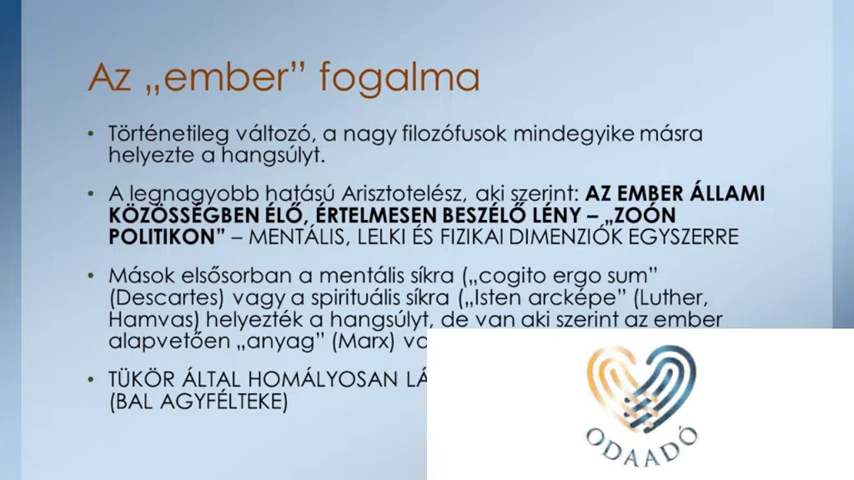 Az „ember” fogalma
• Történetileg változó, a nagy filozófusok mindegyike másra
helyezte a hangsúlyt.
• A legnagyobb hatású Arisztotelész, aki szerint: AZ EMBER ÁLLAMI
KÖZÖSSÉGBEN ÉLŐ, ÉRTELMESEN BESZÉLŐ LÉNY – „ZOÓN
POLITIKON” – MENTÁLIS, LELKI ÉS FIZIKAI DIMENZIÓK EGYSZERRE
• Mások elsősorban a mentális síkra („cogito ergo sum”
(Descartes) vagy a spirituális síkra („Isten arcképe” (Luther,
Hamvas) helyezték a hangsúlyt, de van aki szerint az ember
alapvetően „anyag” (Marx)
• TÜKÖR ÁLTAL HOMÁLYOSAN
(BAL AGYFÉLTEKE)
ODAADÓ